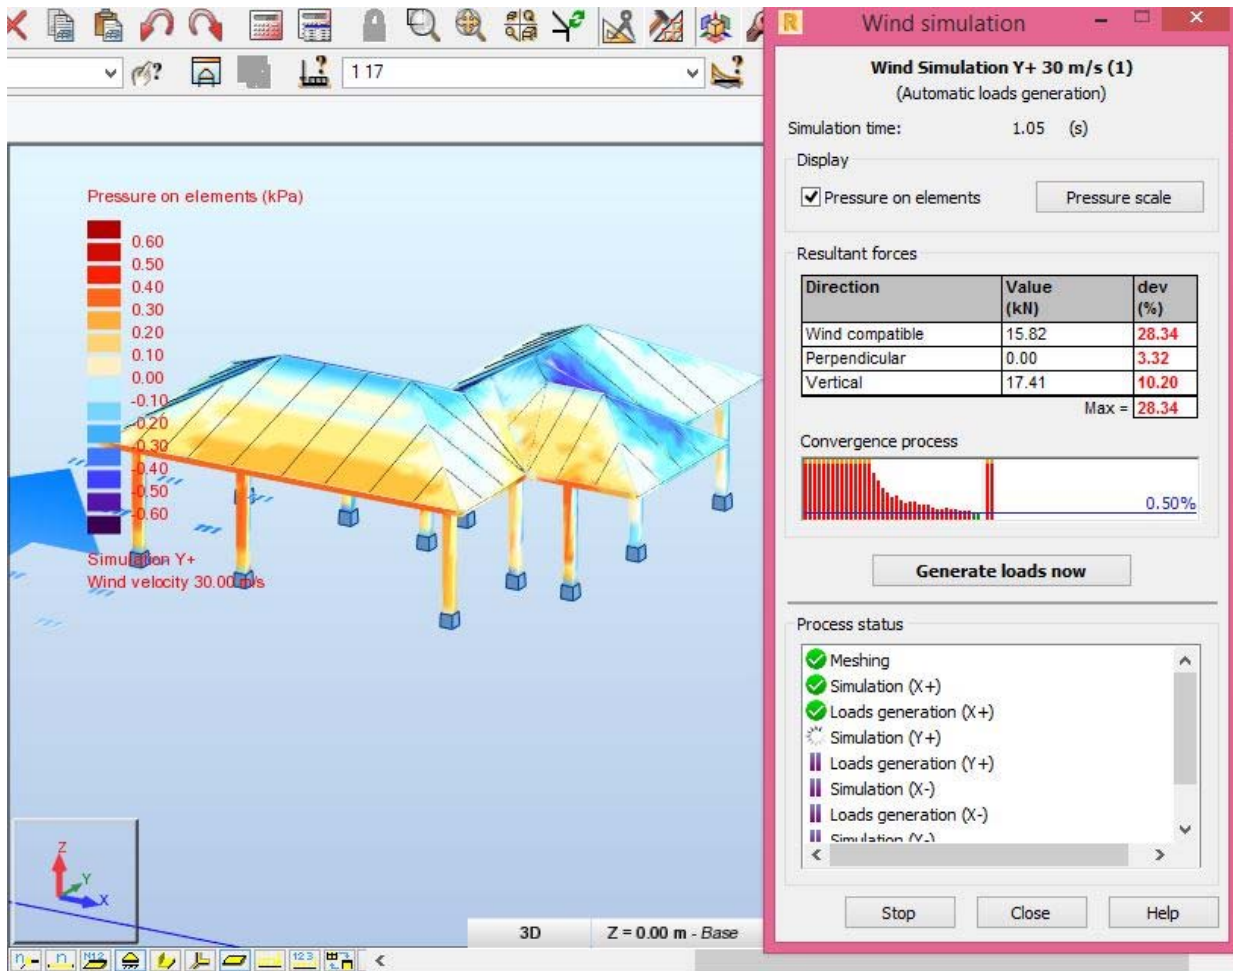 1 17
Pressure on elements (kPa)
0.60
0.50
0.40
0.30
0.20
0.10
0.00
-0.10
-0.20
-0.30
-0.40
-0.50
-0.60
Simulation Y+
Wind velocity 30.00 m/s
Z
Y
X
3D
Z = 0.00 m - Base
Wind simulation
Wind Simulation Y+ 30 m/s (1)
(Automatic loads generation)
Simulation time: 1.05 (s)
Display
Pressure on elements
Pressure scale
Resultant forces
Direction Value (kN) dev (%)
Wind compatible 15.82 28.34
Perpendicular 0.00 3.32
Vertical 17.41 10.20
Max = 28.34
Convergence process
0.50%
Generate loads now
Process status
Meshing
Simulation (X+)
Loads generation (X+)
Simulation (Y+)
Loads generation (Y+)
Simulation (X-)
Loads generation (X-)
Simulation (Y-)
Stop Close Help